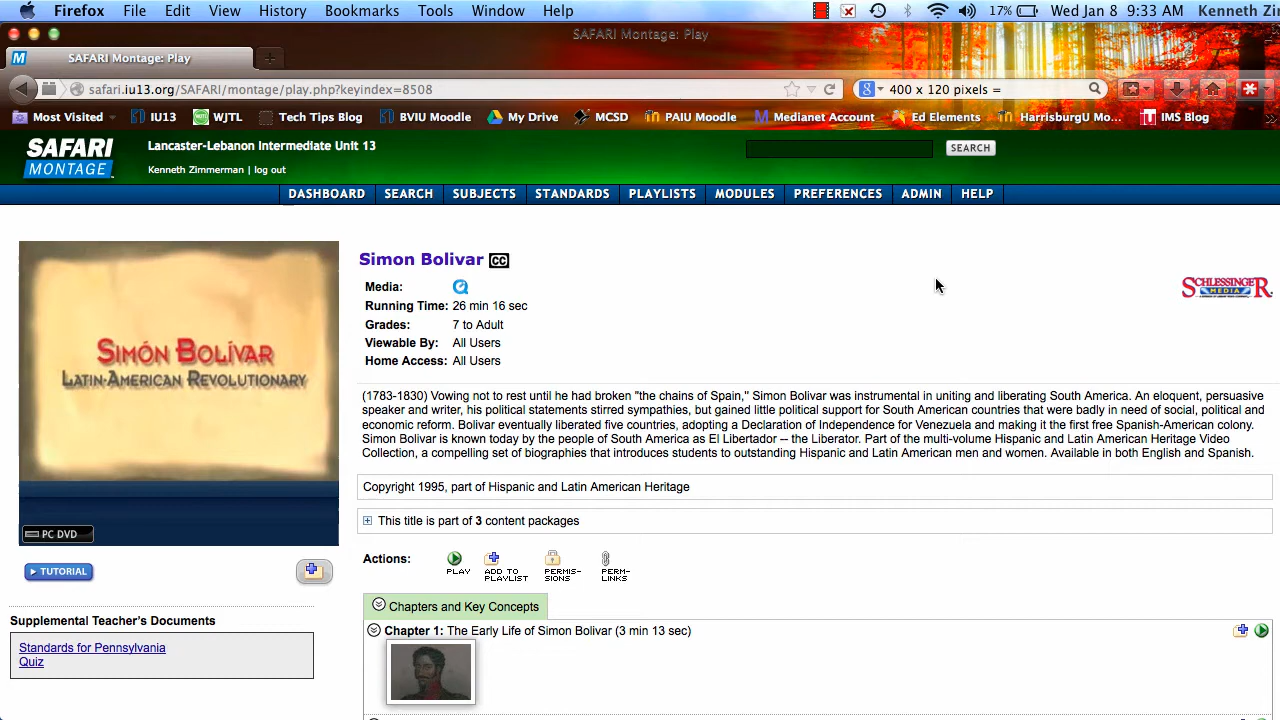 Firefox File Edit View History Bookmarks Tools Window Help 17% Wed Jan 8 9:33 AM Kenneth Zi
SAFARI Montage: Play
M SAFARI Montage: Play
safari.iu13.org/SAFARI/montage/play.php?keyindex=8508 400 x 120 pixels =
Most Visited IU13 WJTL Tech Tips Blog BVIU Moodle My Drive MCSD PAIU Moodle Medianet Account Ed Elements HarrisburgU Mo... IMS Blog
SAFARI MONTAGE
Lancaster-Lebanon Intermediate Unit 13
SEARCH
Kenneth Zimmerman | log out
DASHBOARD SEARCH SUBJECTS STANDARDS PLAYLISTS MODULES PREFERENCES ADMIN HELP
SIMÓN BOLÍVAR
LATIN-AMERICAN REVOLUTIONARY
PC DVD
TUTORIAL
Supplemental Teacher's Documents
Standards for Pennsylvania
Quiz
Simon Bolivar CC
SCHLESSINGER MEDIA
Media:
Running Time: 26 min 16 sec
Grades: 7 to Adult
Viewable By: All Users
Home Access: All Users
(1783-1830) Vowing not to rest until he had broken "the chains of Spain," Simon Bolivar was instrumental in uniting and liberating South America. An eloquent, persuasive
speaker and writer, his political statements stirred sympathies, but gained little political support for South American countries that were badly in need of social, political and
economic reform. Bolivar eventually liberated five countries, adopting a Declaration of Independence for Venezuela and making it the first free Spanish-American colony.
Simon Bolivar is known today by the people of South America as El Libertador -- the Liberator. Part of the multi-volume Hispanic and Latin American Heritage Video
Collection, a compelling set of biographies that introduces students to outstanding Hispanic and Latin American men and women. Available in both English and Spanish.
Copyright 1995, part of Hispanic and Latin American Heritage
This title is part of 3 content packages
Actions:
PLAY
ADD TO PLAYLIST
PERMIS-SIONS
PERM-LINKS
Chapters and Key Concepts
Chapter 1: The Early Life of Simon Bolivar (3 min 13 sec)